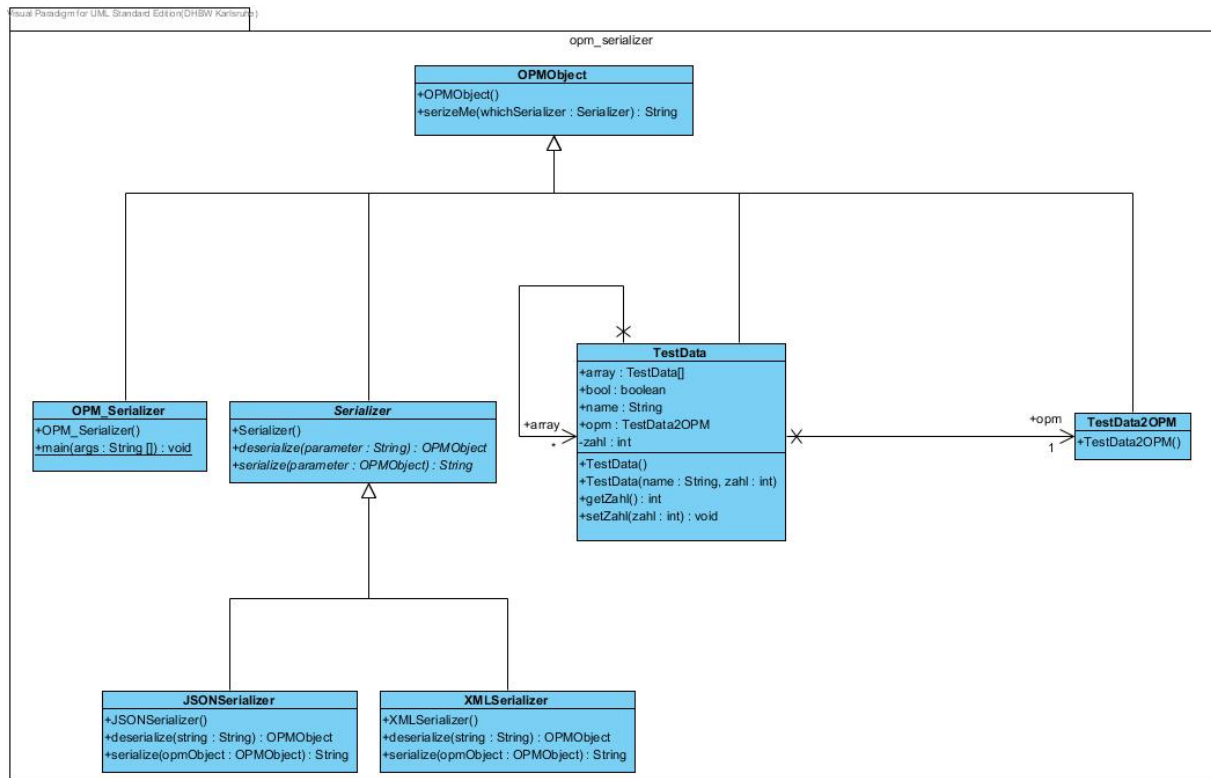 Visual Paradigm for UML Standard Edition(DHBW Karlsruhe)
opm_serializer
OPMObject
+OPMObject()
+serizeMe(whichSerializer : Serializer) : String
TestData
+array : TestData[]
+bool : boolean
+name : String
+opm : TestData2OPM
-zahl : int
+TestData()
+TestData(name : String, zahl : int)
+getZahl() : int
+setZahl(zahl : int) : void
+array
*
+opm
1
OPM_Serializer
+OPM_Serializer()
+main(args : String []) : void
Serializer
+Serializer()
+deserialize(parameter : String) : OPMObject
+serialize(parameter : OPMObject) : String
TestData2OPM
+TestData2OPM()
JSONSerializer
+JSONSerializer()
+deserialize(string : String) : OPMObject
+serialize(opmObject : OPMObject) : String
XMLSerializer
+XMLSerializer()
+deserialize(string : String) : OPMObject
+serialize(opmObject : OPMObject) : String